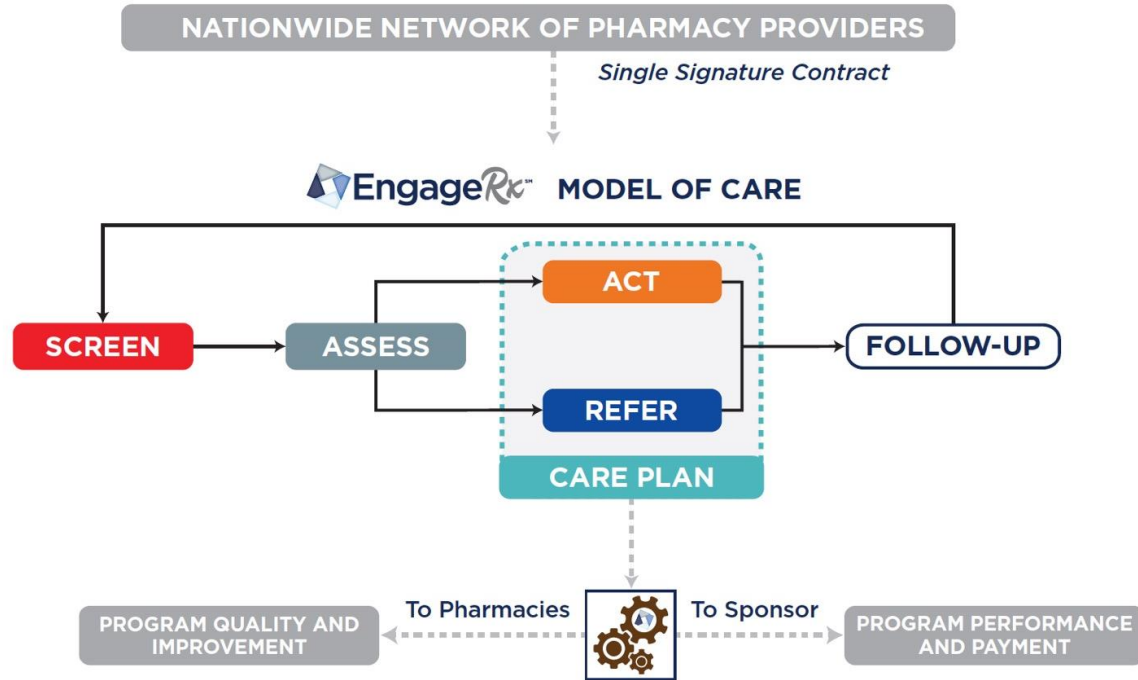 NATIONWIDE NETWORK OF PHARMACY PROVIDERS
Single Signature Contract
EngageRx℠ MODEL OF CARE
ACT
SCREEN
ASSESS
FOLLOW-UP
REFER
CARE PLAN
To Pharmacies
To Sponsor
PROGRAM QUALITY AND
IMPROVEMENT
PROGRAM PERFORMANCE
AND PAYMENT